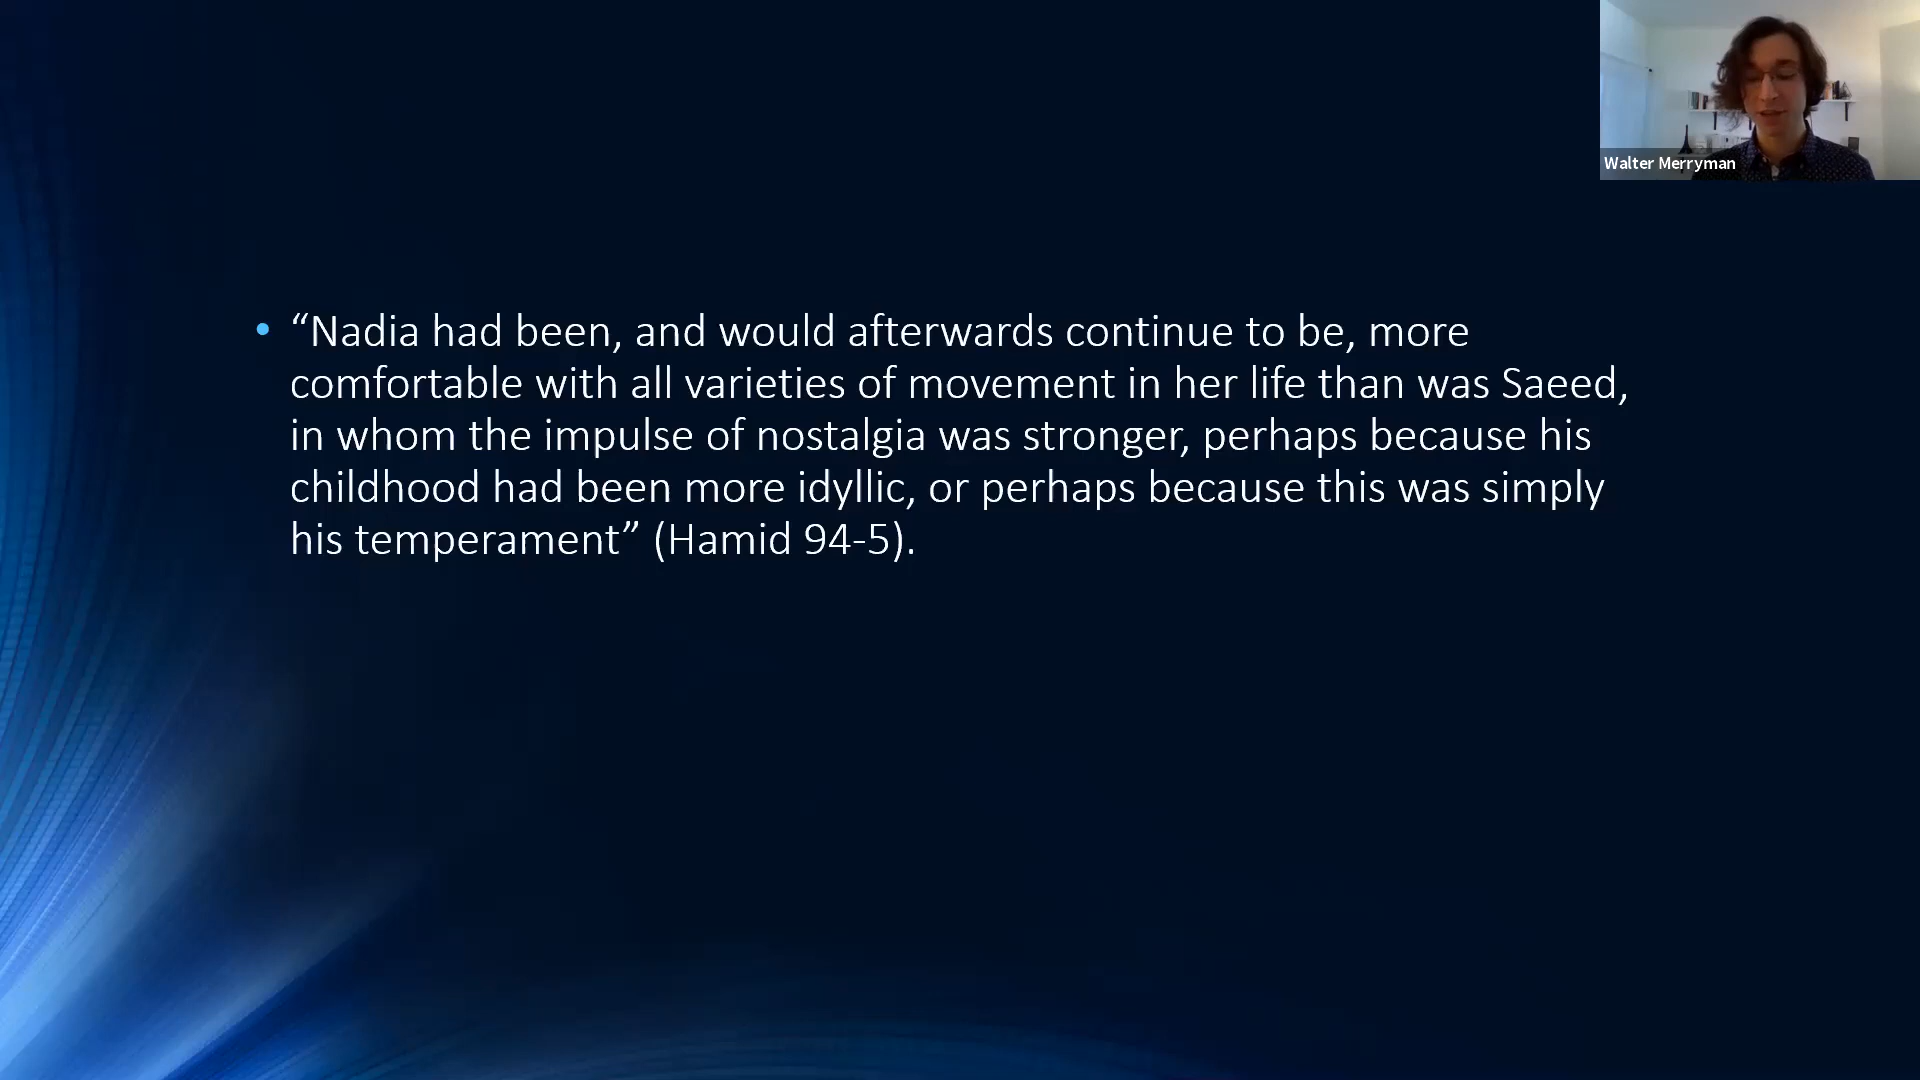 Walter Merryman
• “Nadia had been, and would afterwards continue to be, more
comfortable with all varieties of movement in her life than was Saeed,
in whom the impulse of nostalgia was stronger, perhaps because his
childhood had been more idyllic, or perhaps because this was simply
his temperament” (Hamid 94-5).